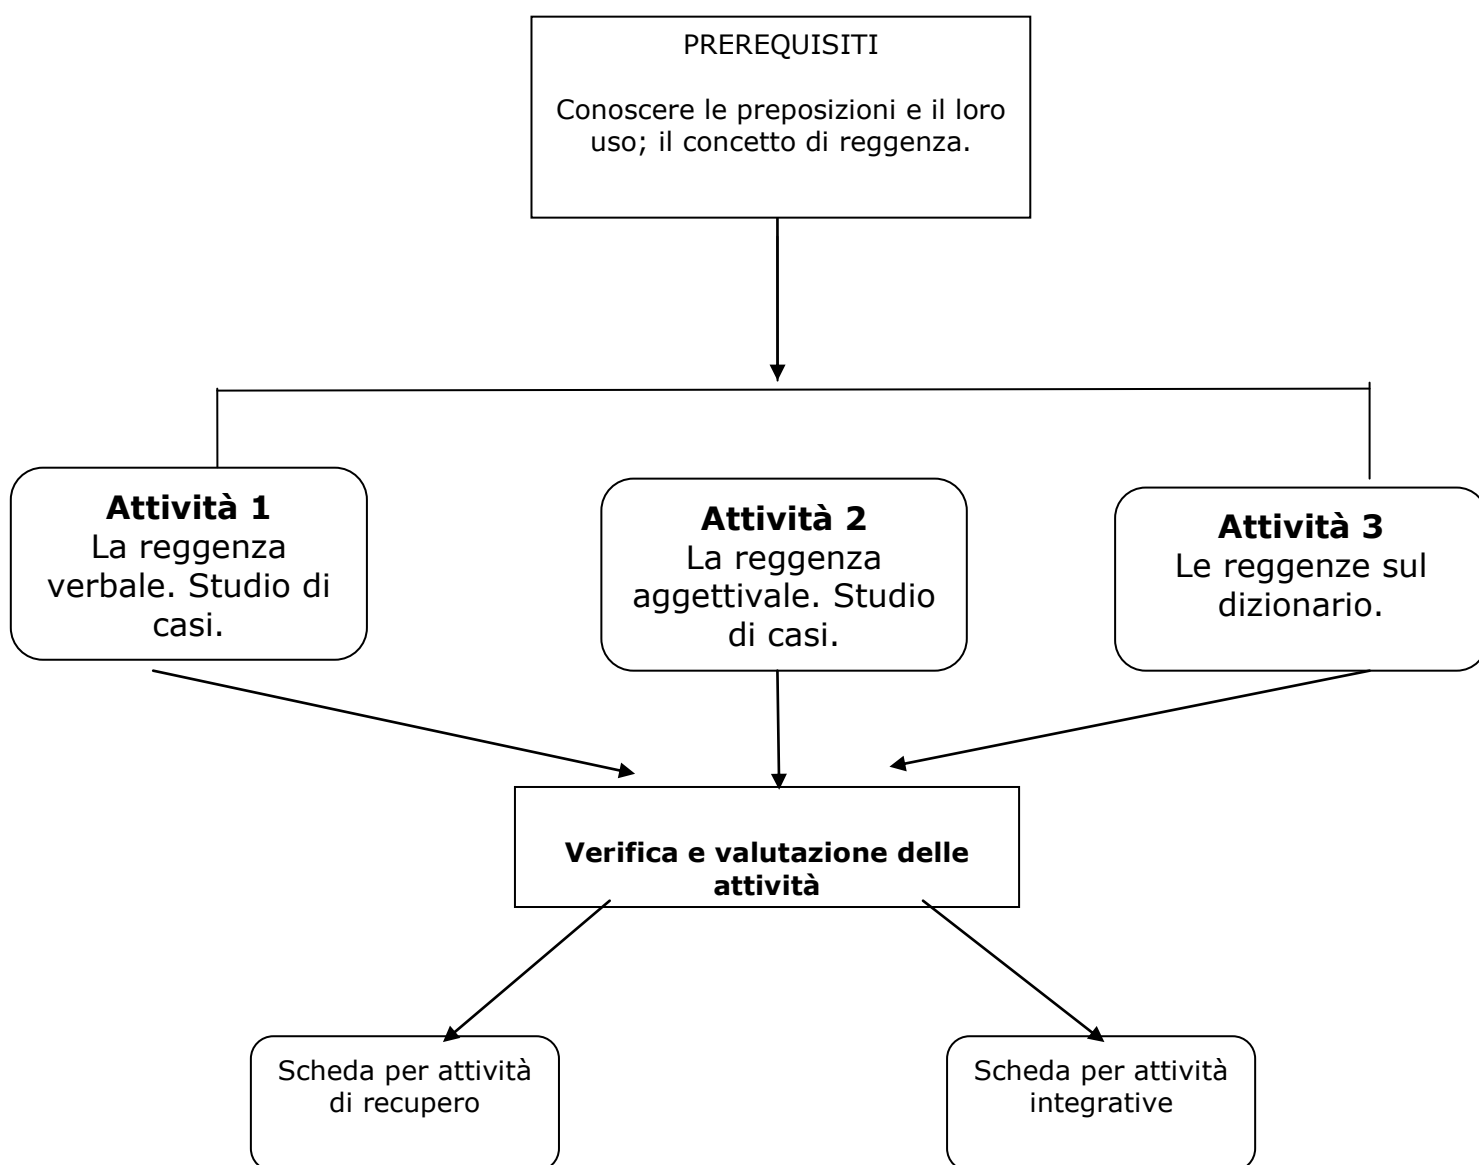 PREREQUISITI
Conoscere le preposizioni e il loro
uso; il concetto di reggenza.
Attività 1
La reggenza
verbale. Studio di
casi.
Attività 2
La reggenza
aggettivale. Studio
di casi.
Attività 3
Le reggenze sul
dizionario.
Verifica e valutazione delle
attività
Scheda per attività
di recupero
Scheda per attività
integrative